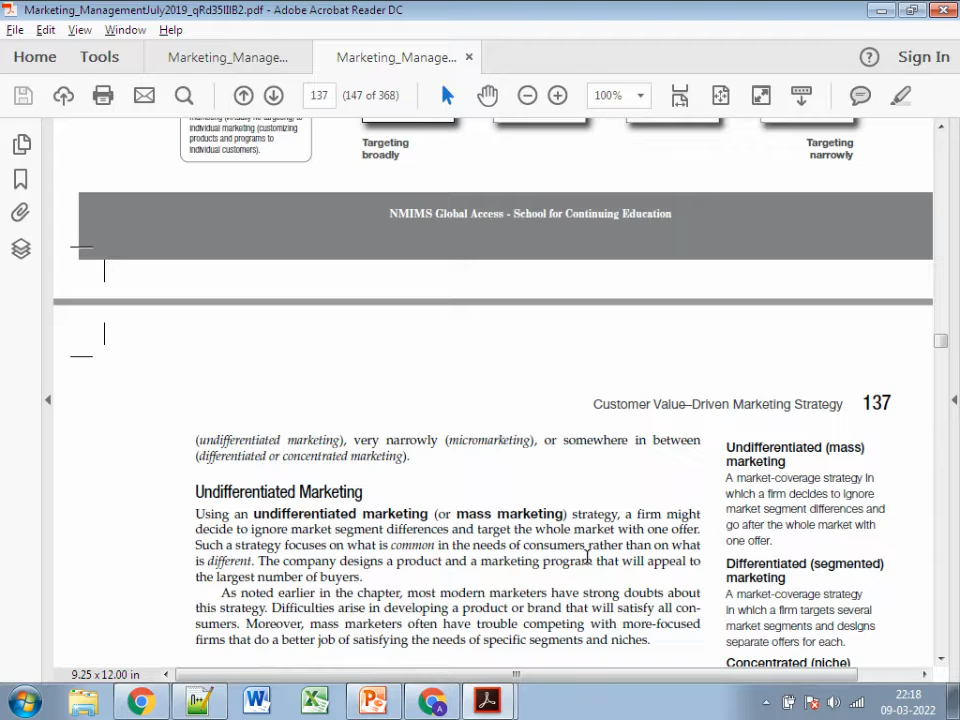 Marketing_ManagementJuly2019_qRd35IIIB2.pdf - Adobe Acrobat Reader DC
File Edit View Window Help
Home Tools Marketing_Manage... Marketing_Manage... × ? Sign In
137 (147 of 368) 100%
individual marketing (customizing
products and programs to
individual customers).
Targeting
broadly
Targeting
narrowly
NMIMS Global Access - School for Continuing Education
Customer Value–Driven Marketing Strategy 137
(undifferentiated marketing), very narrowly (micromarketing), or somewhere in between
(differentiated or concentrated marketing).
Undifferentiated Marketing
Using an undifferentiated marketing (or mass marketing) strategy, a firm might
decide to ignore market segment differences and target the whole market with one offer.
Such a strategy focuses on what is common in the needs of consumers rather than on what
is different. The company designs a product and a marketing program that will appeal to
the largest number of buyers.
As noted earlier in the chapter, most modern marketers have strong doubts about
this strategy. Difficulties arise in developing a product or brand that will satisfy all con-
sumers. Moreover, mass marketers often have trouble competing with more-focused
firms that do a better job of satisfying the needs of specific segments and niches.
Undifferentiated (mass)
marketing
A market-coverage strategy in
which a firm decides to ignore
market segment differences and
go after the whole market with
one offer.
Differentiated (segmented)
marketing
A market-coverage strategy
in which a firm targets several
market segments and designs
separate offers for each.
Concentrated (niche)
9.25 x 12.00 in
22:18
09-03-2022